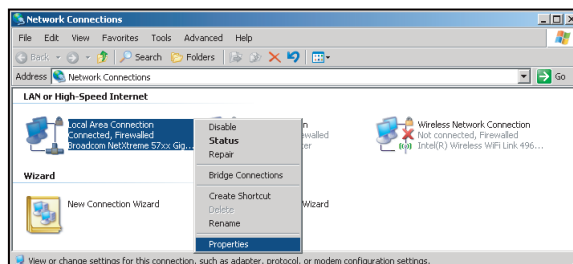 Network Connections
File Edit View Favorites Tools Advanced Help
Back Search Folders
Address Network Connections Go
LAN or High-Speed Internet
Local Area Connection
Connected, Firewalled
Broadcom NetXtreme 57xx Gig...
Disable
Status
Repair
Bridge Connections
Create Shortcut
Delete
Rename
Properties
Wireless Network Connection
Not connected, Firewalled
Intel(R) Wireless WiFi Link 496...
Wizard
New Connection Wizard
Wizard
View or change settings for this connection, such as adapter, protocol, or modem configuration settings.